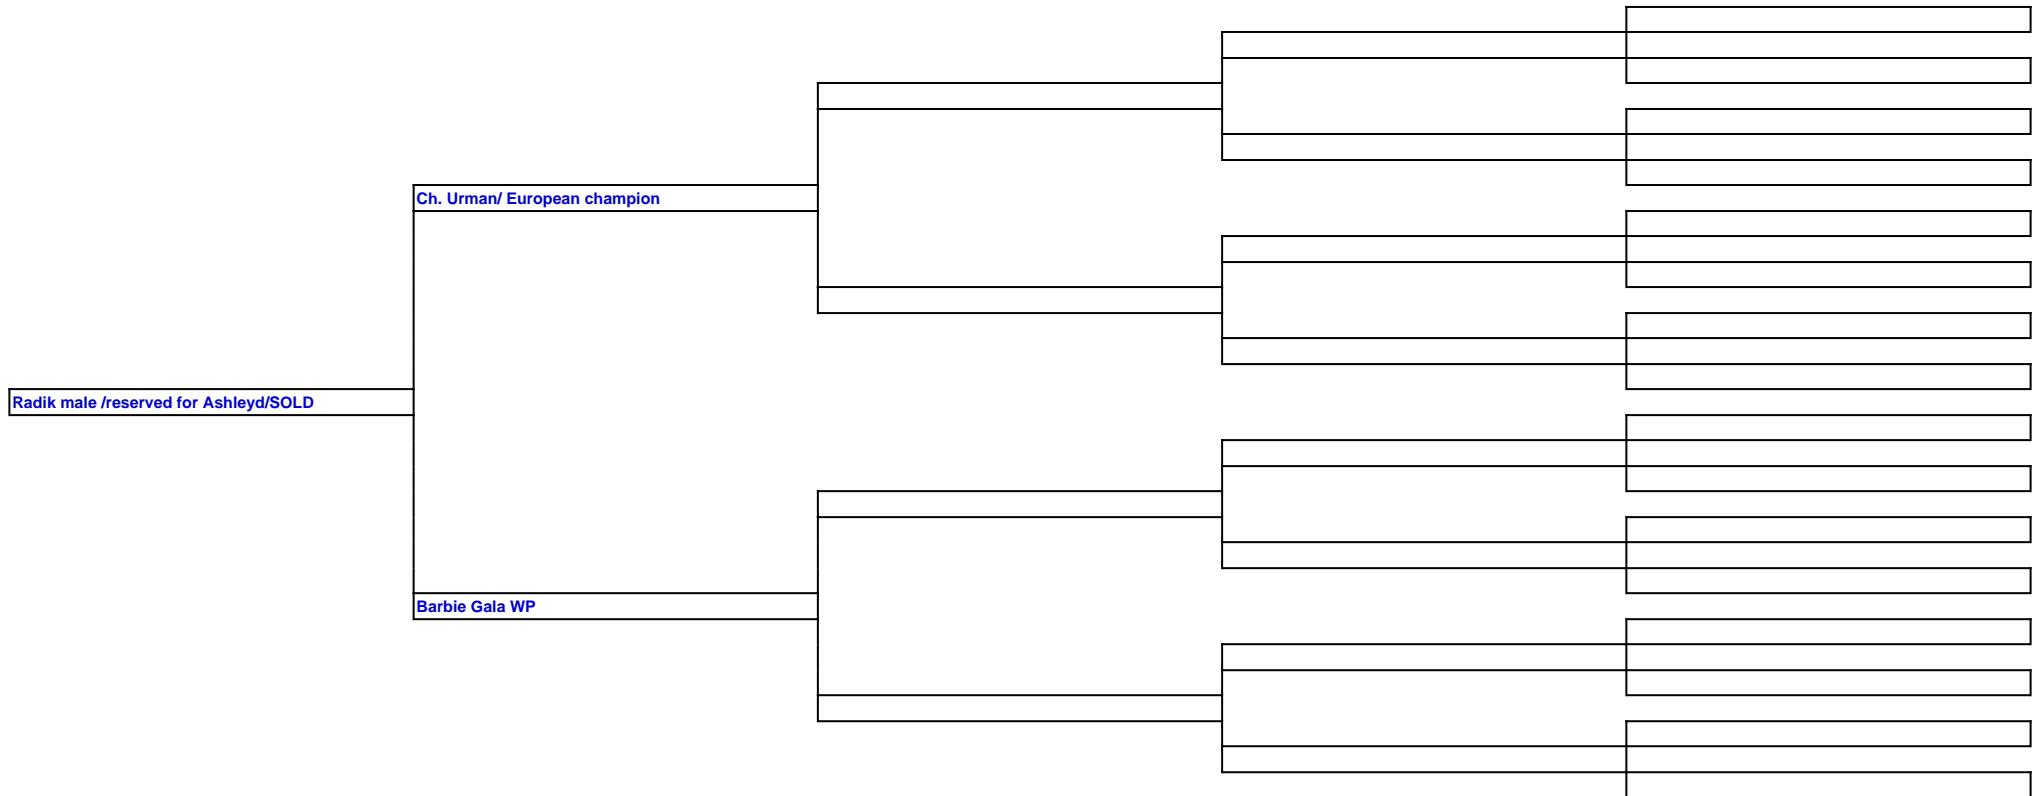 Ch. Urman/ European champion
Radik male /reserved for Ashleyd/SOLD
Barbie Gala WP